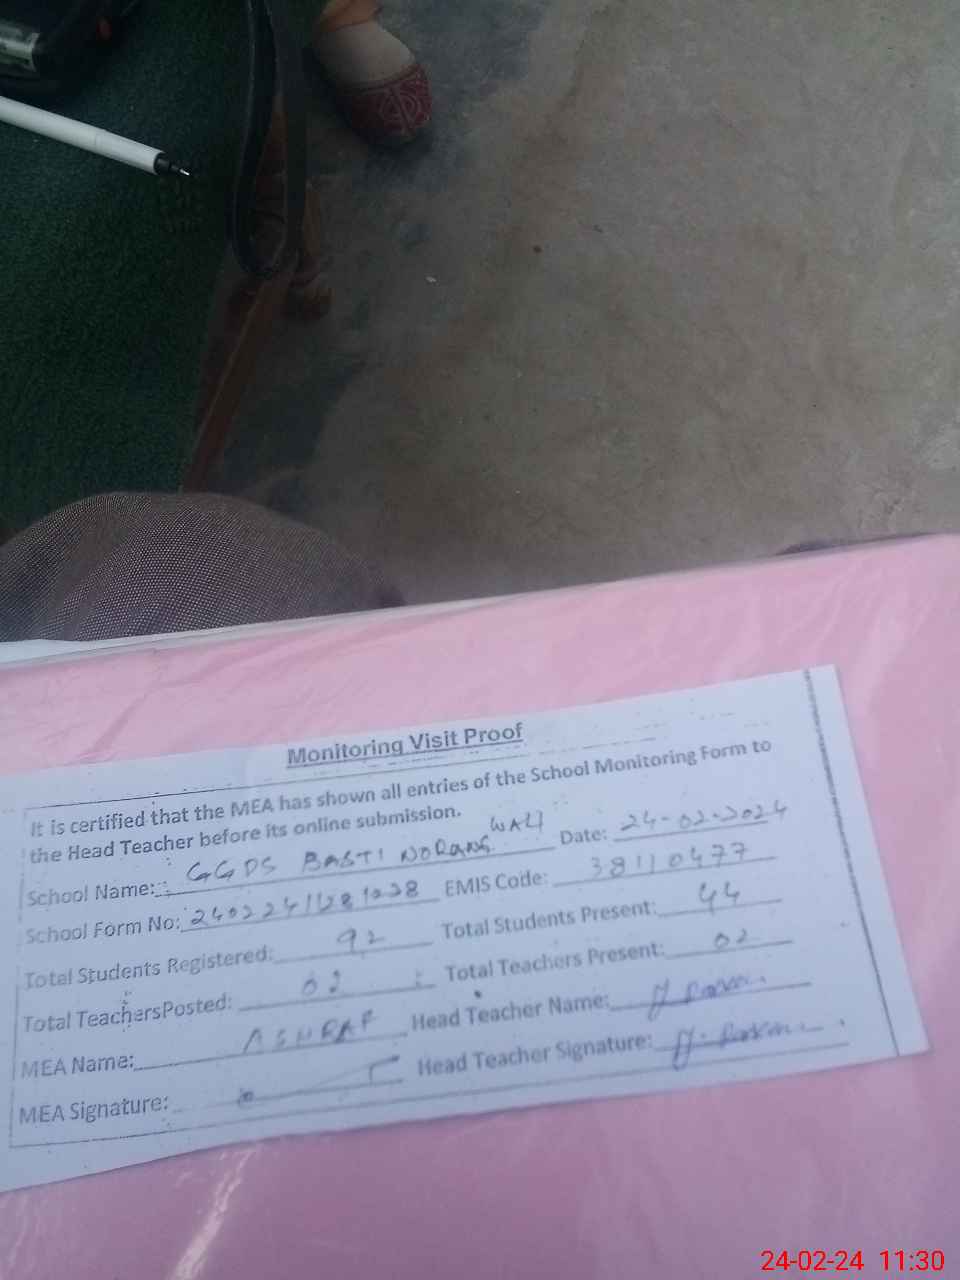 Monitoring Visit Proof
It is certified that the MEA has shown all entries of the School Monitoring Form to
the Head Teacher before its online submission.
School Name: GGPS BASTI NORANG WALI Date: 24-02-2024
School Form No: EMIS Code: 38110477
Total Students Registered: 92 Total Students Present: 44
Total TeachersPosted: 02 Total Teachers Present: 02
MEA Name: ASHRAF Head Teacher Name:
MEA Signature: Head Teacher Signature:
24-02-24 11:30